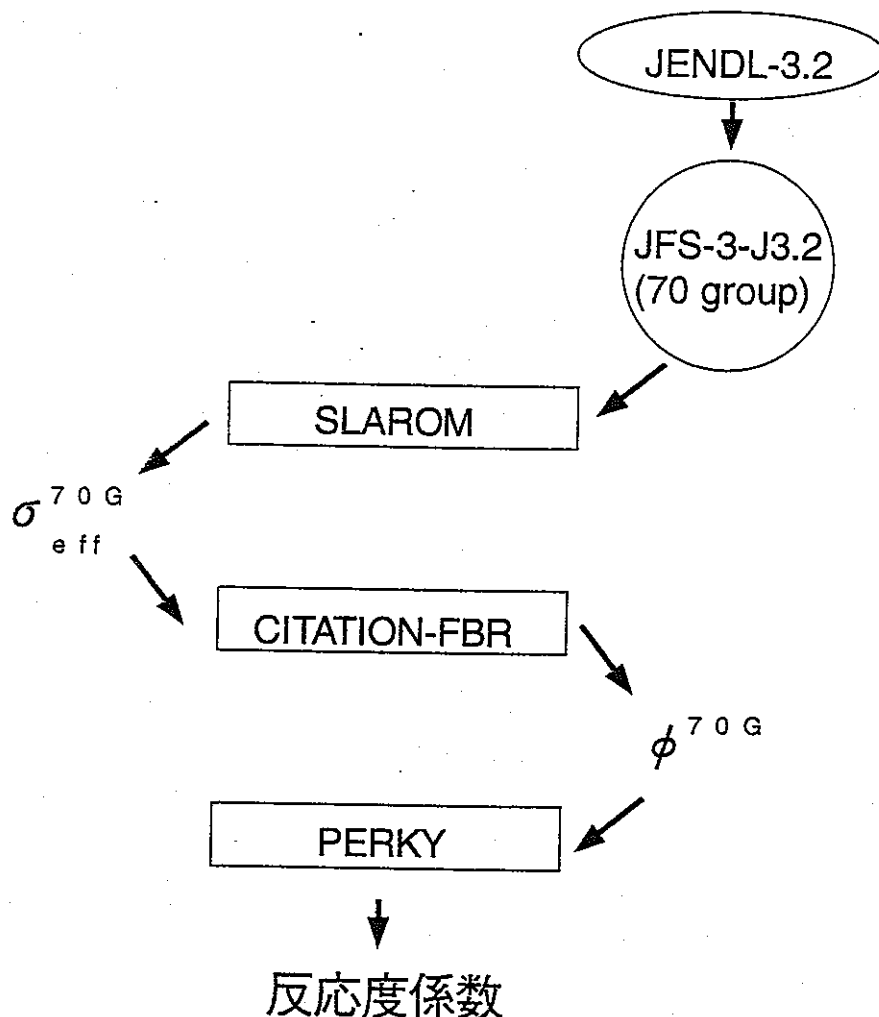 JENDL-3.2
JFS-3-J3.2
(70 group)
SLAROM
σ 70G
eff
CITATION-FBR
ϕ 70G
PERKY
反応度係数